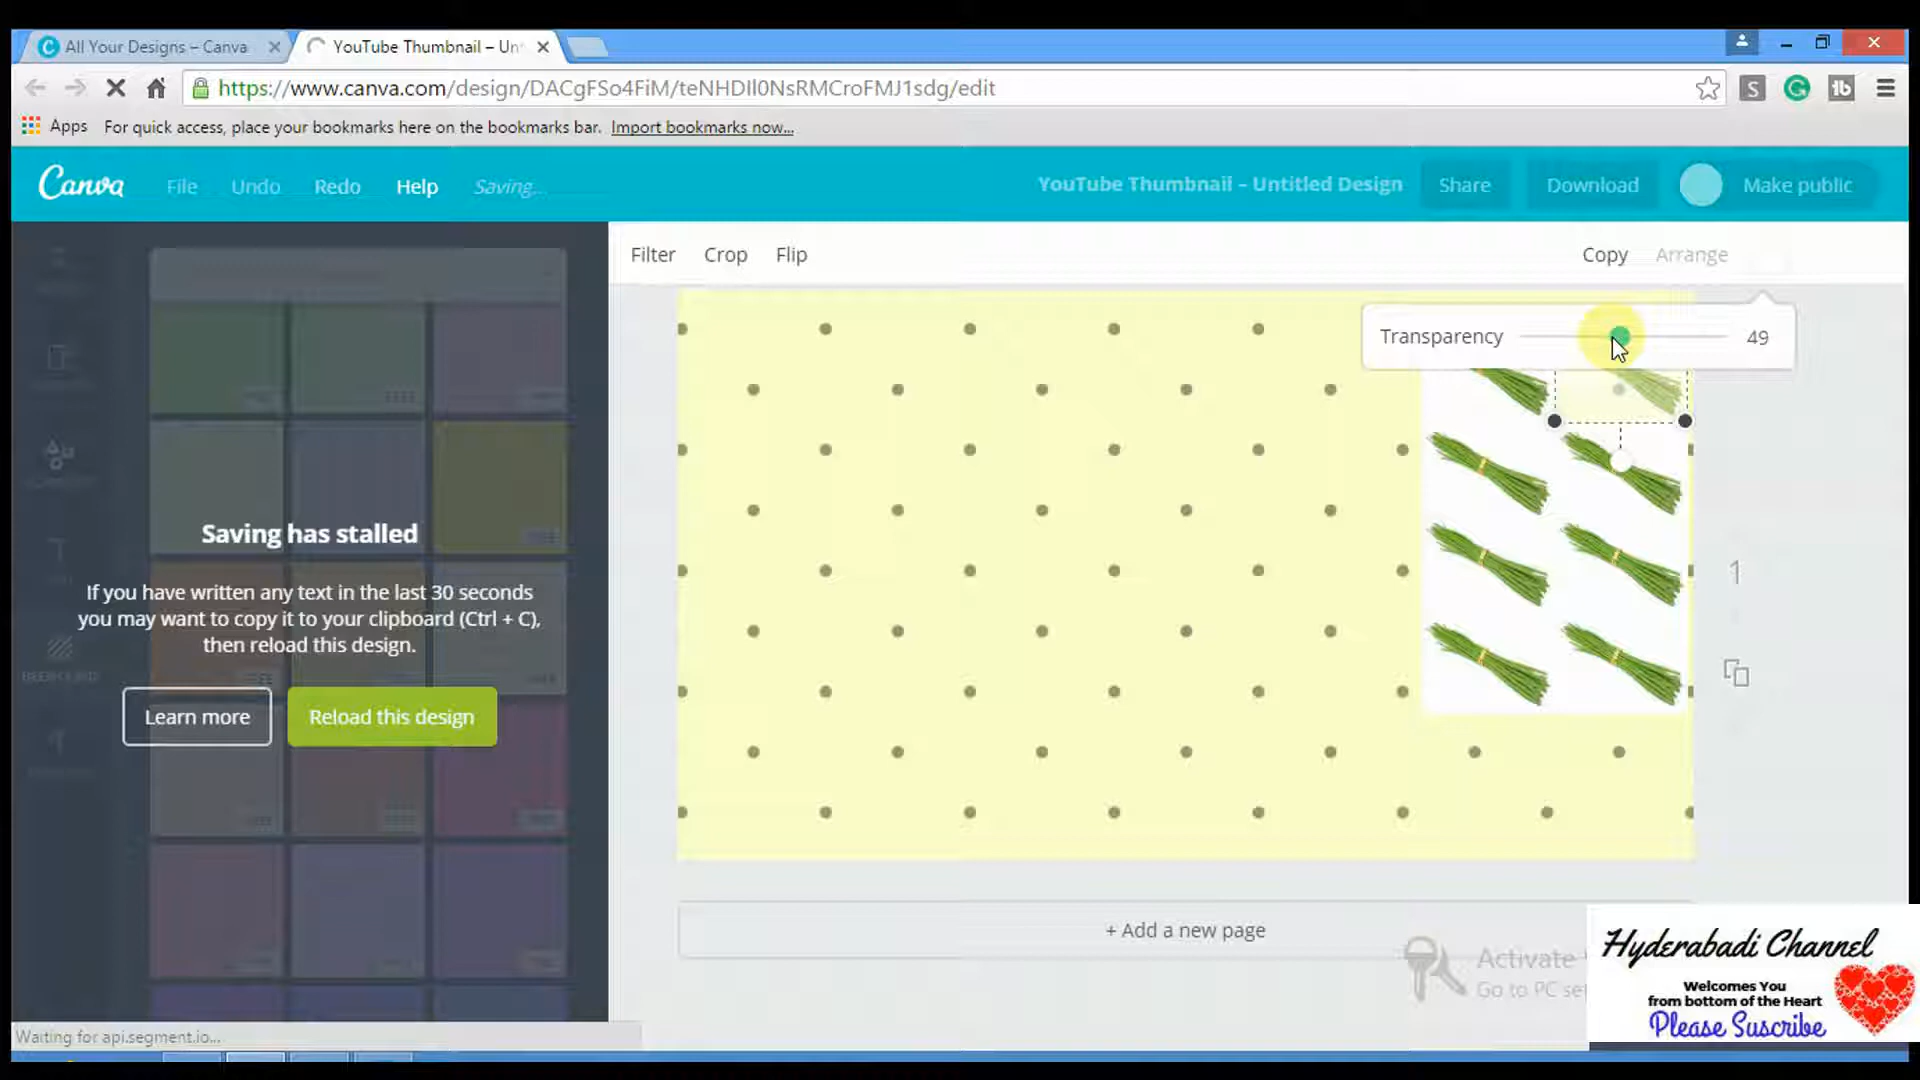 All Your Designs – Canva
YouTube Thumbnail – Un
https://www.canva.com/design/DACgFSo4FiM/teNHDIl0NsRMCroFMJ1sdg/edit
Apps
For quick access, place your bookmarks here on the bookmarks bar.
Import bookmarks now...
Canva
File
Undo
Redo
Help
Saving...
YouTube Thumbnail – Untitled Design
Share
Download
Make public
Filter
Crop
Flip
Copy
Arrange
Transparency
49
Saving has stalled
If you have written any text in the last 30 seconds
you may want to copy it to your clipboard (Ctrl + C),
then reload this design.
Learn more
Reload this design
1
+ Add a new page
Activate
Go to PC se
Hyderabadi Channel
Welcomes You
from bottom of the Heart
Please Suscribe
Waiting for api.segment.io...